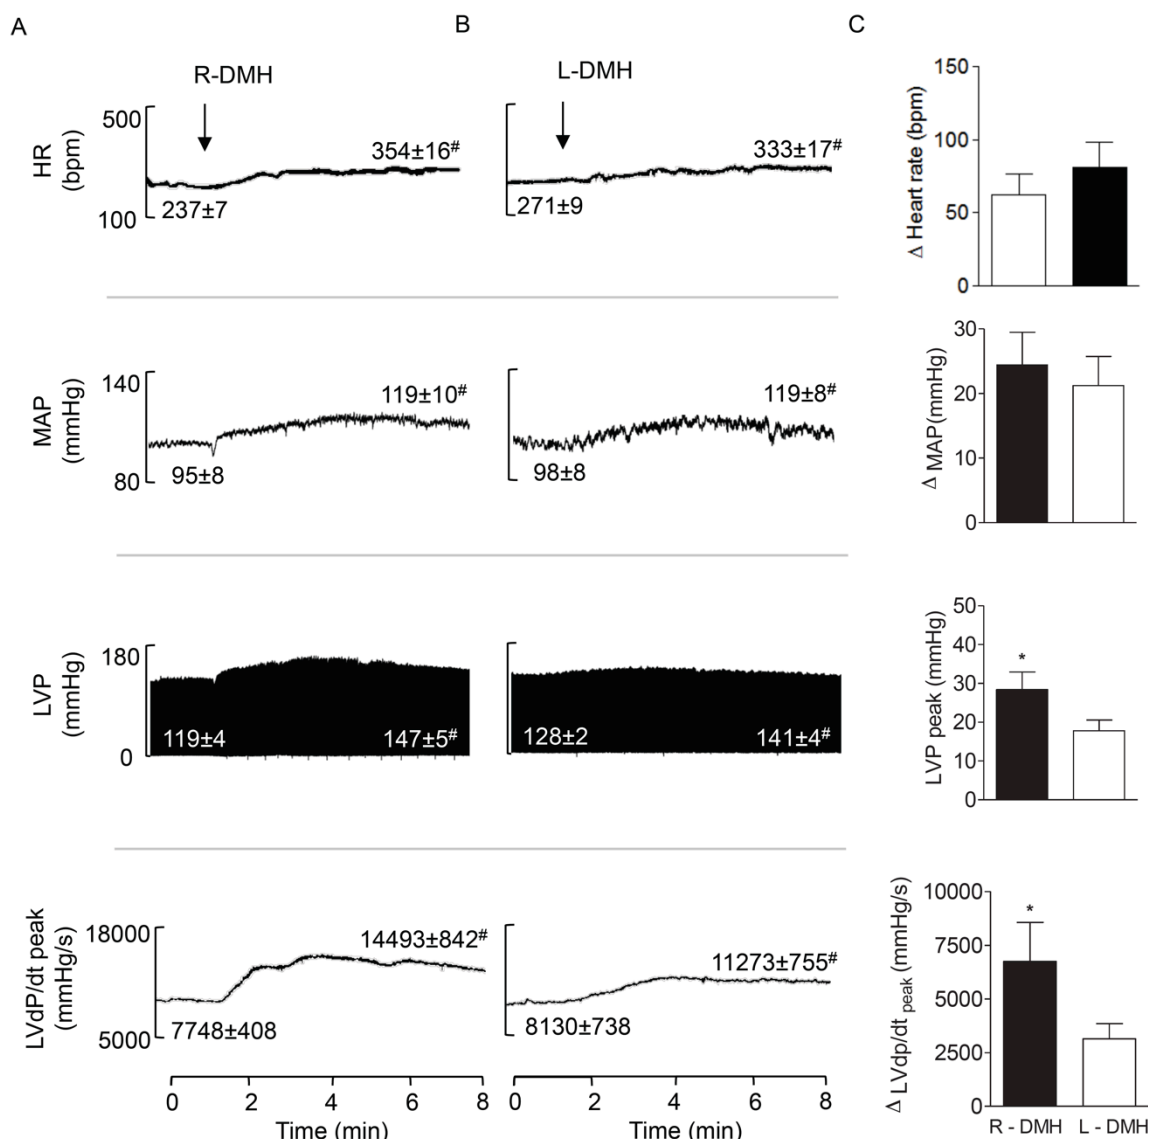 A
B
C
R-DMH
L-DMH
HR
(bpm)
500
100
237±7
354±16#
271±9
333±17#
Δ Heart rate (bpm)
150
100
50
0
MAP
(mmHg)
140
80
95±8
119±10#
98±8
119±8#
Δ MAP (mmHg)
30
20
10
0
LVP
(mmHg)
180
0
119±4
147±5#
128±2
141±4#
LVP peak (mmHg)
50
40
30
20
10
0
*
LVdP/dt peak
(mmHg/s)
18000
5000
7748±408
14493±842#
8130±738
11273±755#
Δ LVdp/dt peak (mmHg/s)
10000
7500
5000
2500
0
*
0 2 4 6 8
Time (min)
0 2 4 6 8
Time (min)
R - DMH L - DMH